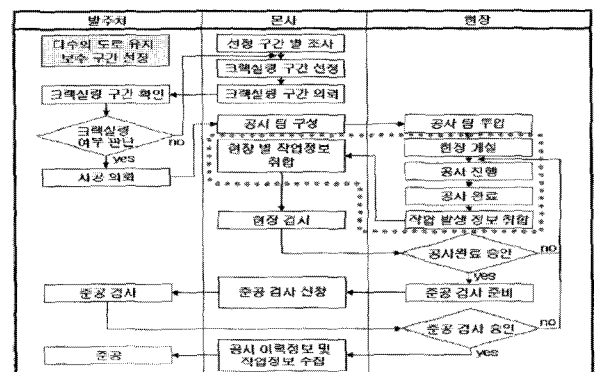 발주처 본사 현장
다수의 도로 유지
보수 구간 선정
선정 구간 별 조사
크랙실링 구간 선정
크랙실링 구간 확인
크랙실링 구간 의뢰
크랙실링
여부 판단
no
yes
시공 의뢰
공사 팀 구성
공사 팀 투입
현장 별 작업정보
취합
현장 개설
공사 진행
공사 완료
작업 발생 정보 취합
현장 검사
공사완료 승인
no
yes
준공 검사
준공 검사 신청
준공 검사 준비
준공 검사 승인
no
yes
준공
공사 이력정보 및
작업정보 수집